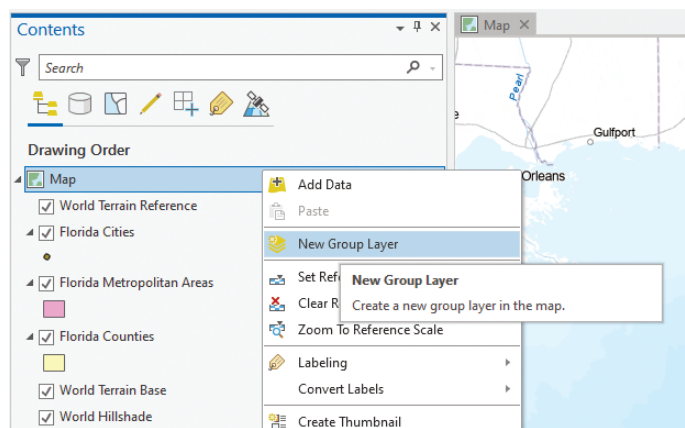 Contents
Map
Search
Drawing Order
Map
World Terrain Reference
Florida Cities
Florida Metropolitan Areas
Florida Counties
World Terrain Base
World Hillshade
Add Data
Paste
New Group Layer
Set Ref
Clear R
Zoom To Reference Scale
Labeling
Convert Labels
Create Thumbnail
New Group Layer
Create a new group layer in the map.
Pearl
Gulfport
Orleans